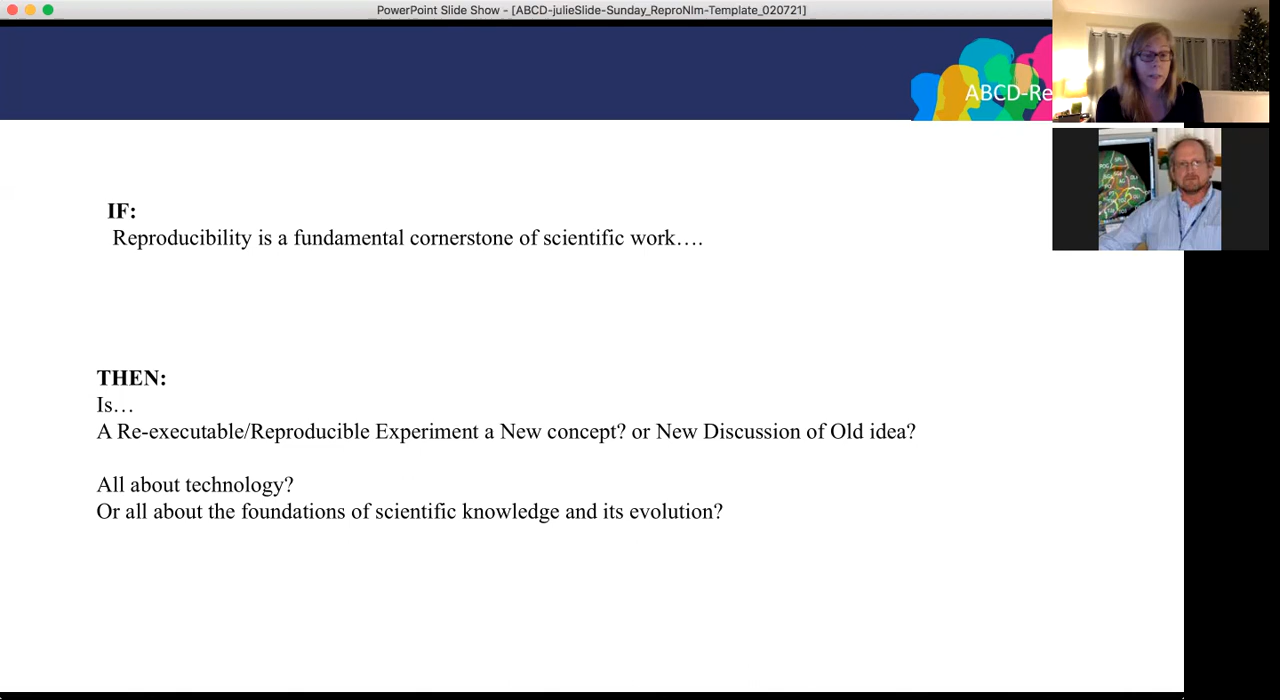 PowerPoint Slide Show - [ABCD-julieSlide-Sunday_ReproNIm-Template_020721]
ABCD-Re
IF:
Reproducibility is a fundamental cornerstone of scientific work….
THEN:
Is…
A Re-executable/Reproducible Experiment a New concept? or New Discussion of Old idea?
All about technology?
Or all about the foundations of scientific knowledge and its evolution?